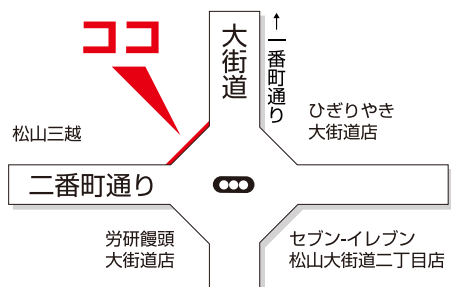 ココ
大街道
↑一番町通り
ひぎりやき
大街道店
松山三越
二番町通り
労研饅頭
大街道店
セブン-イレブン
松山大街道二丁目店